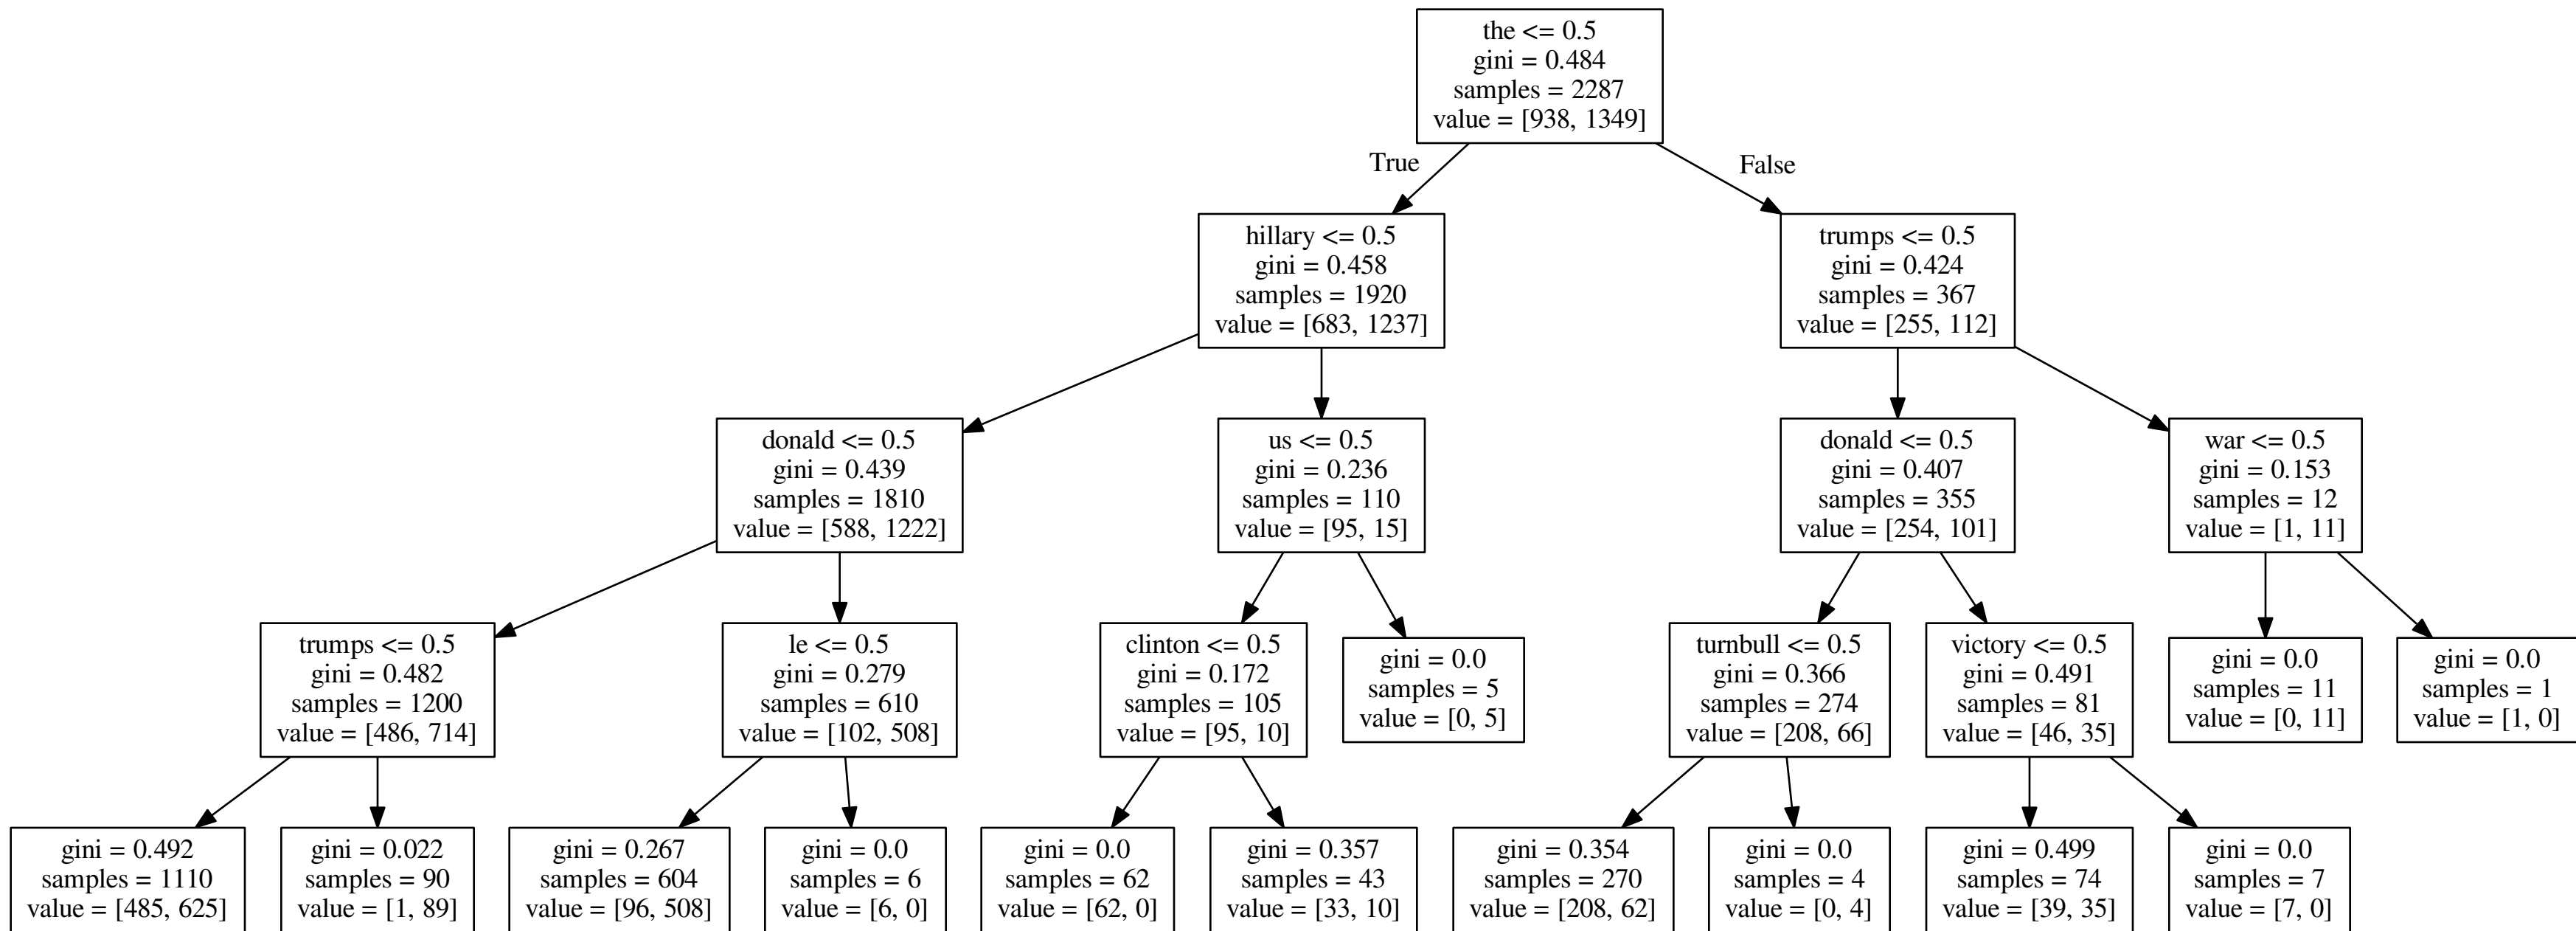 the <= 0.5
gini = 0.484
samples = 2287
value = [938, 1349]
True
False
hillary <= 0.5
gini = 0.458
samples = 1920
value = [683, 1237]
trumps <= 0.5
gini = 0.424
samples = 367
value = [255, 112]
donald <= 0.5
gini = 0.439
samples = 1810
value = [588, 1222]
us <= 0.5
gini = 0.236
samples = 110
value = [95, 15]
donald <= 0.5
gini = 0.407
samples = 355
value = [254, 101]
war <= 0.5
gini = 0.153
samples = 12
value = [1, 11]
trumps <= 0.5
gini = 0.482
samples = 1200
value = [486, 714]
le <= 0.5
gini = 0.279
samples = 610
value = [102, 508]
clinton <= 0.5
gini = 0.172
samples = 105
value = [95, 10]
gini = 0.0
samples = 5
value = [0, 5]
turnbull <= 0.5
gini = 0.366
samples = 274
value = [208, 66]
victory <= 0.5
gini = 0.491
samples = 81
value = [46, 35]
gini = 0.0
samples = 11
value = [0, 11]
gini = 0.0
samples = 1
value = [1, 0]
gini = 0.492
samples = 1110
value = [485, 625]
gini = 0.022
samples = 90
value = [1, 89]
gini = 0.267
samples = 604
value = [96, 508]
gini = 0.0
samples = 6
value = [6, 0]
gini = 0.0
samples = 62
value = [62, 0]
gini = 0.357
samples = 43
value = [33, 10]
gini = 0.354
samples = 270
value = [208, 62]
gini = 0.0
samples = 4
value = [0, 4]
gini = 0.499
samples = 74
value = [39, 35]
gini = 0.0
samples = 7
value = [7, 0]